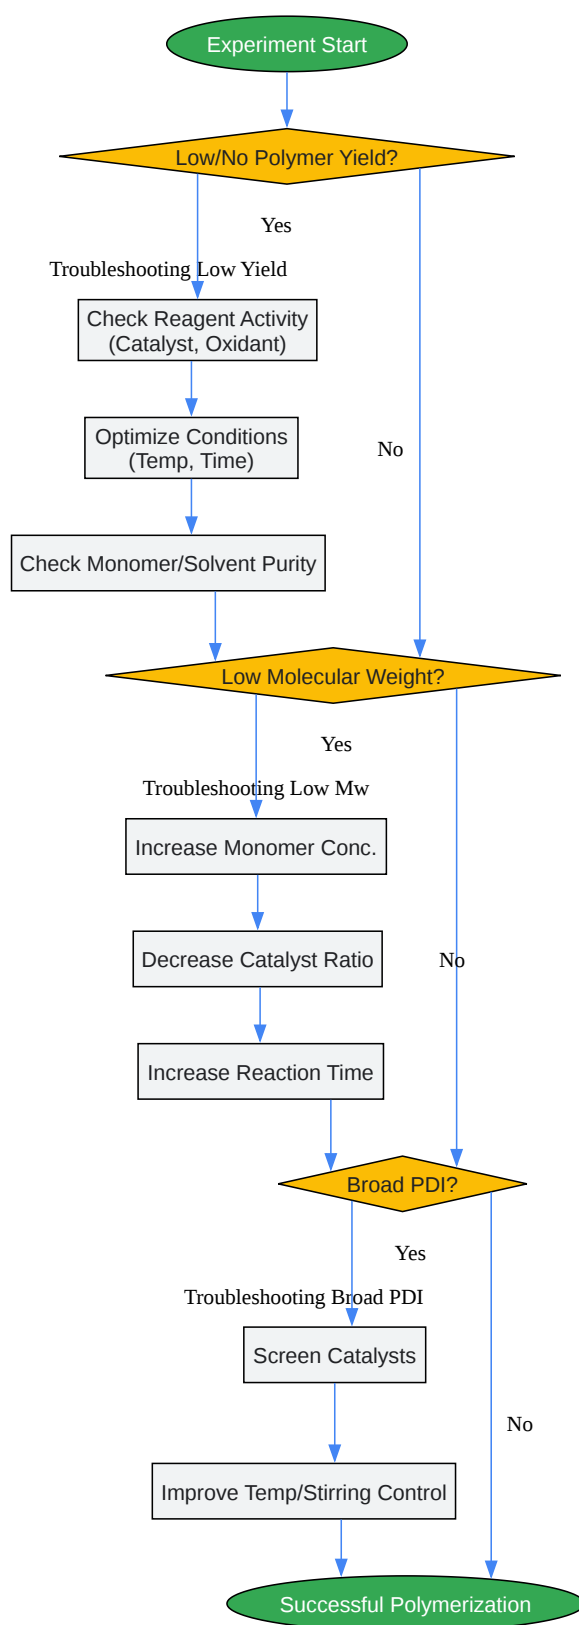 Experiment Start
Low/No Polymer Yield?
Yes
Troubleshooting Low Yield
Check Reagent Activity
(Catalyst, Oxidant)
Optimize Conditions
(Temp, Time)
No
Check Monomer/Solvent Purity
Low Molecular Weight?
Yes
Troubleshooting Low Mw
Increase Monomer Conc.
Decrease Catalyst Ratio
No
Increase Reaction Time
Broad PDI?
Yes
Troubleshooting Broad PDI
Screen Catalysts
No
Improve Temp/Stirring Control
Successful Polymerization